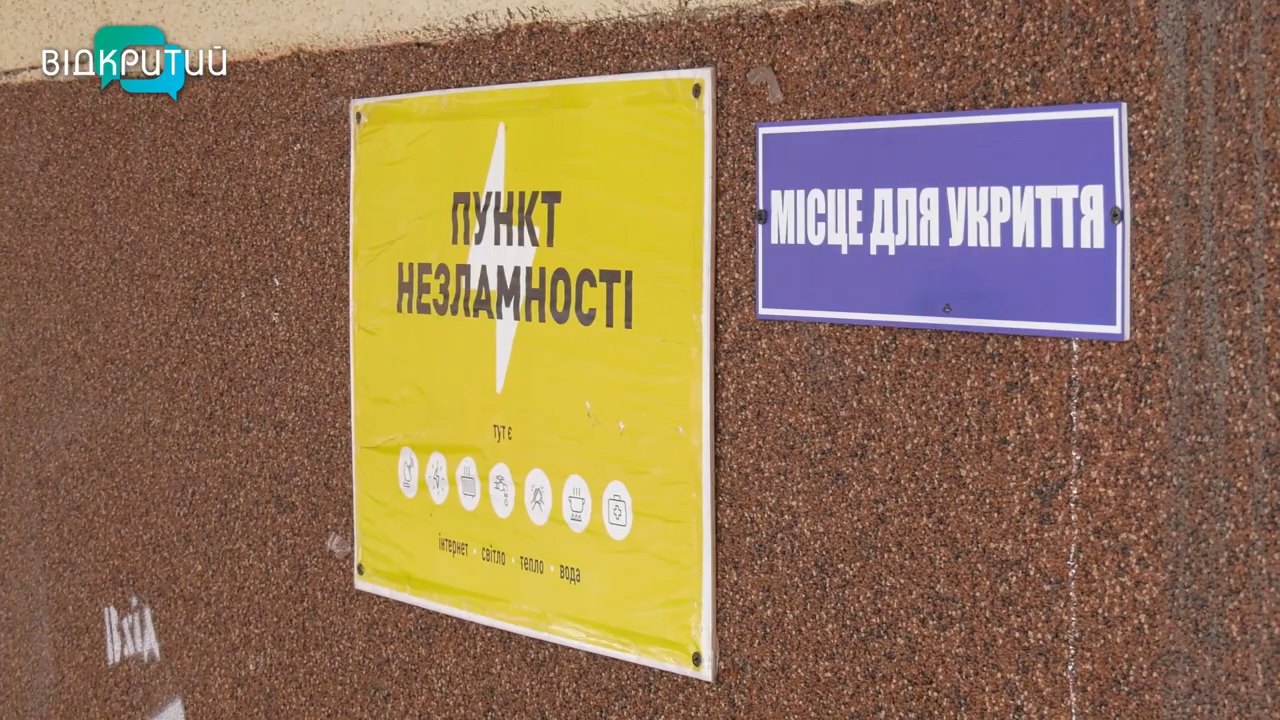 ВІДКРИТИЙ
ПУНКТ
НЕЗЛАМНОСТІ
тут є
інтернет · світло · тепло · вода
МІСЦЕ ДЛЯ УКРИТТЯ
Вхід